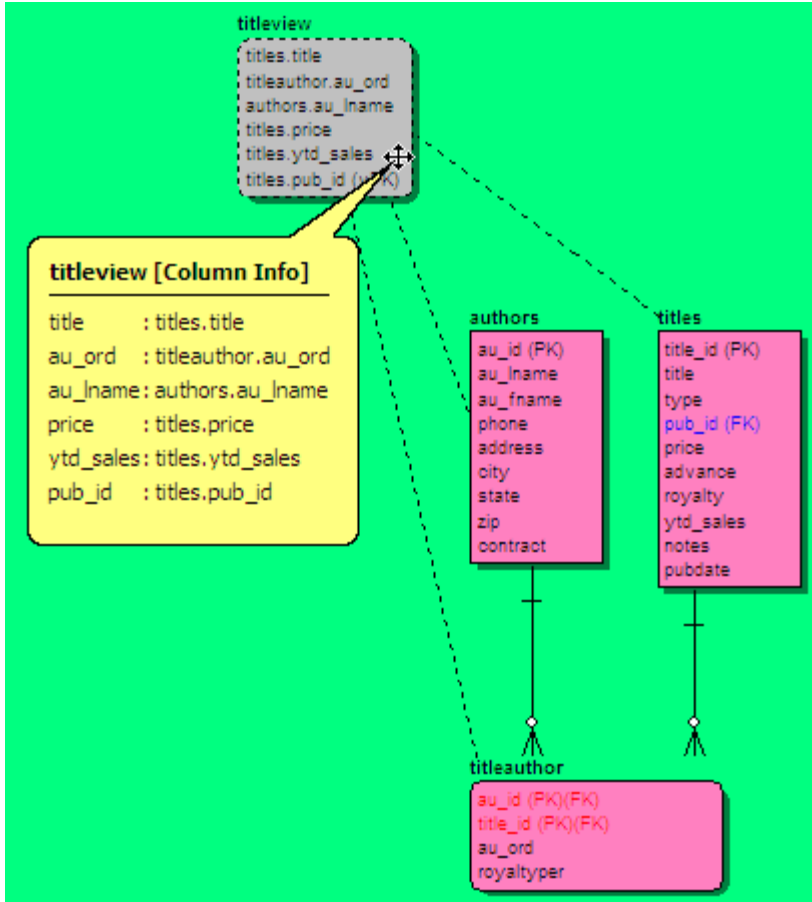 titleview
titles.title
titleauthor.au_ord
authors.au_lname
titles.price
titles.ytd_sales
titles.pub_id
titleview [Column Info]
title : titles.title
au_ord : titleauthor.au_ord
au_lname : authors.au_lname
price : titles.price
ytd_sales : titles.ytd_sales
pub_id : titles.pub_id
authors
au_id (PK)
au_lname
au_fname
phone
address
city
state
zip
contract
titles
title_id (PK)
title
type
pub_id (FK)
price
advance
royalty
ytd_sales
notes
pubdate
titleauthor
au_id (PK)(FK)
title_id (PK)(FK)
au_ord
royaltyper